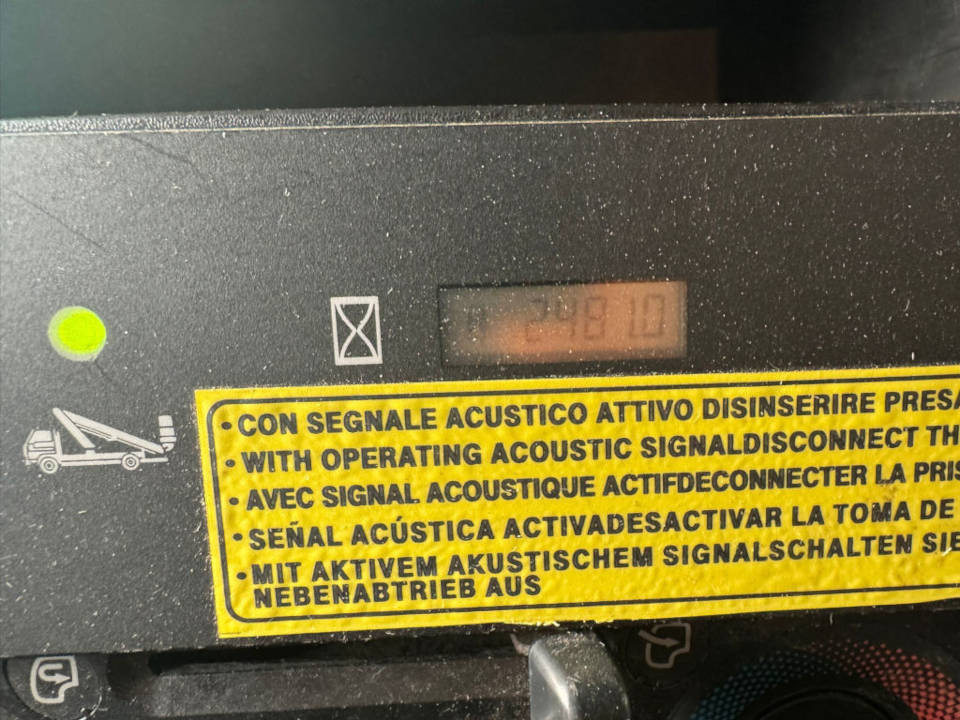 24810
• CON SEGNALE ACUSTICO ATTIVO DISINSERIRE PRESA
• WITH OPERATING ACOUSTIC SIGNALDISCONNECT TH
• AVEC SIGNAL ACOUSTIQUE ACTIFDECONNECTER LA PRIS
• SEÑAL ACÚSTICA ACTIVADESACTIVAR LA TOMA DE
• MIT AKTIVEM AKUSTISCHEM SIGNALSCHALTEN SIE
NEBENABTRIEB AUS